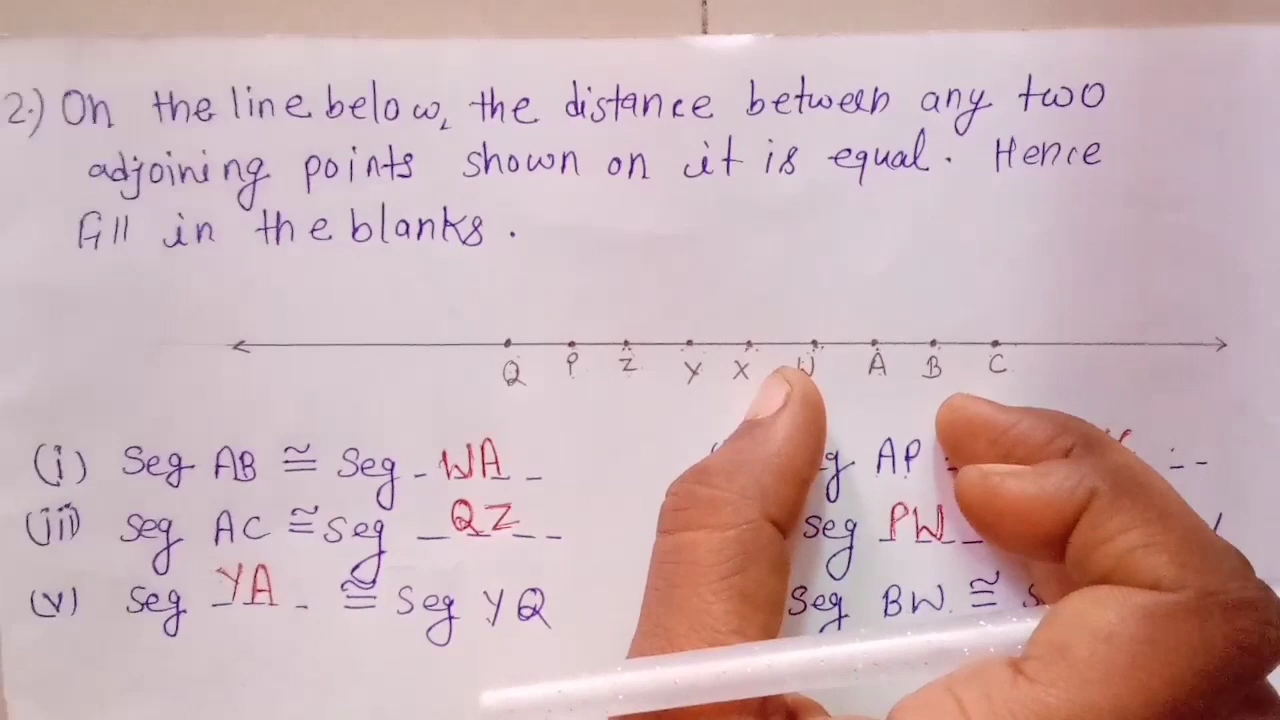 2.) On the line below, the distance between any two
adjoining points shown on it is equal. Hence
fill in the blanks.
Q P Z Y X W A B C
(i) Seg AB ≅ Seg - WA - AP
(iii) seg AC ≅ seg _ QZ _ _ seg PW _
(v) seg _ YA _ ≅ seg YQ seg BW ≅